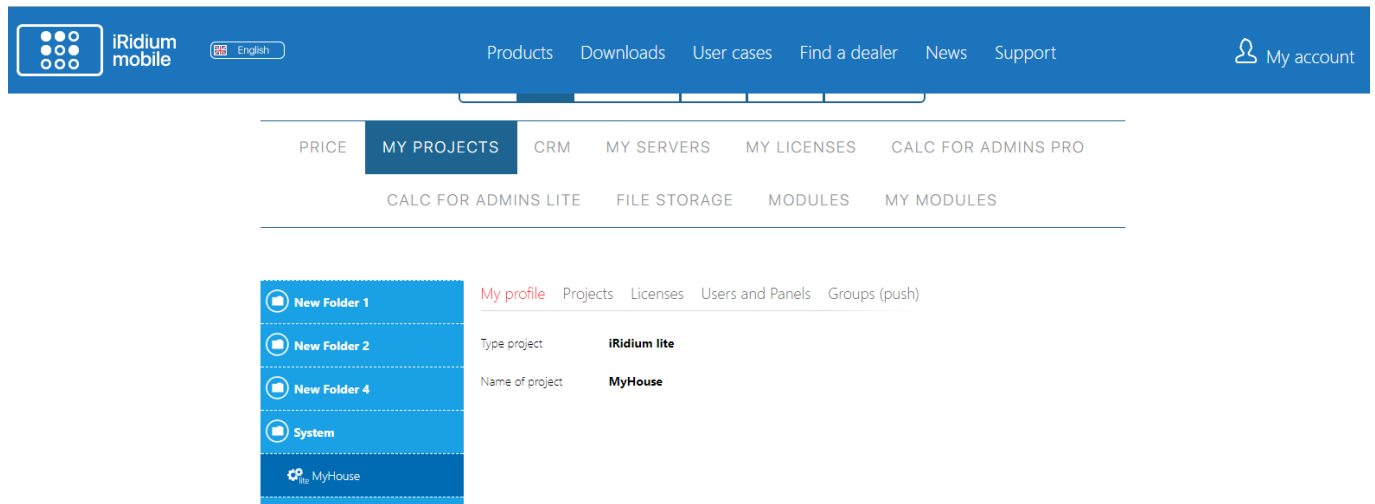 iRidium
mobile
English
Products Downloads User cases Find a dealer News Support
My account
PRICE MY PROJECTS CRM MY SERVERS MY LICENSES CALC FOR ADMINS PRO
CALC FOR ADMINS LITE FILE STORAGE MODULES MY MODULES
New Folder 1
New Folder 2
New Folder 4
System
lite MyHouse
My profile Projects Licenses Users and Panels Groups (push)
Type project iRidium lite
Name of project MyHouse